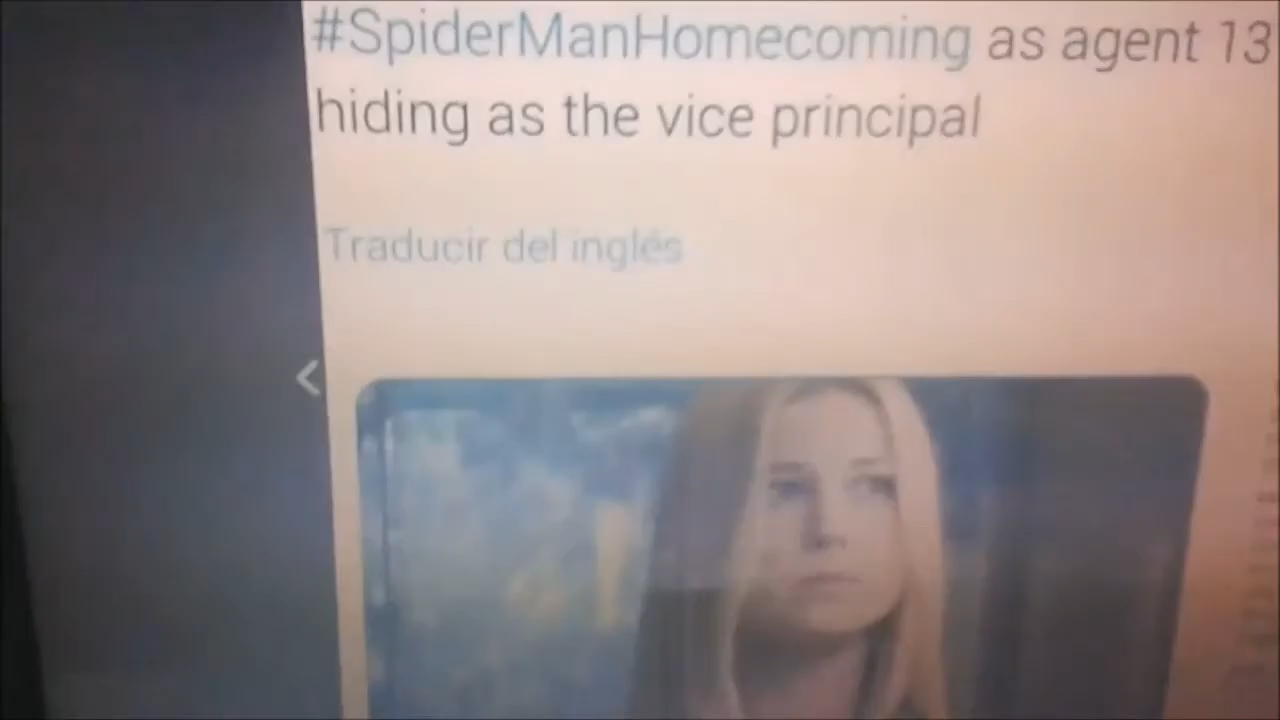 #SpiderManHomecoming as agent 13
hiding as the vice principal
Traducir del inglés